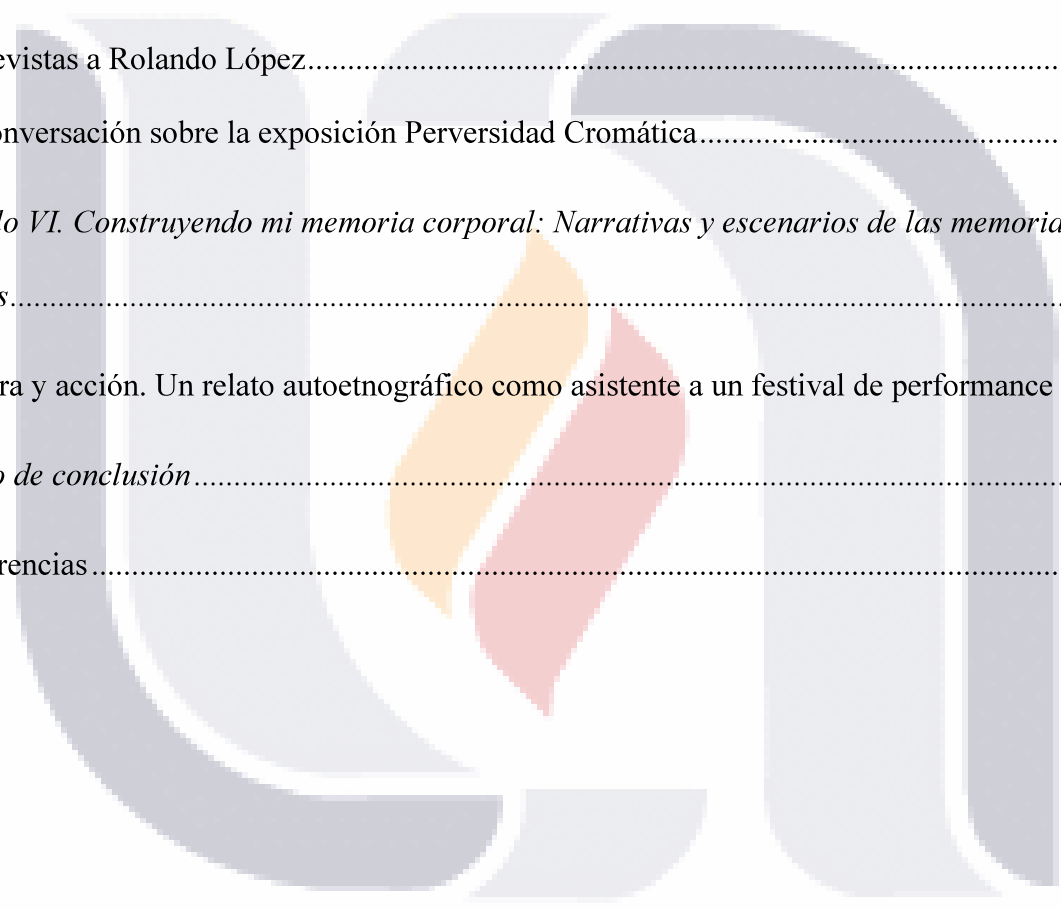 evistas a Rolando López....................................................................................................
onversación sobre la exposición Perversidad Cromática...............................................
lo VI. Construyendo mi memoria corporal: Narrativas y escenarios de las memoria
s.....................................................................................................................................
ra y acción. Un relato autoetnográfico como asistente a un festival de performance
o de conclusión..............................................................................................................
rencias...........................................................................................................................